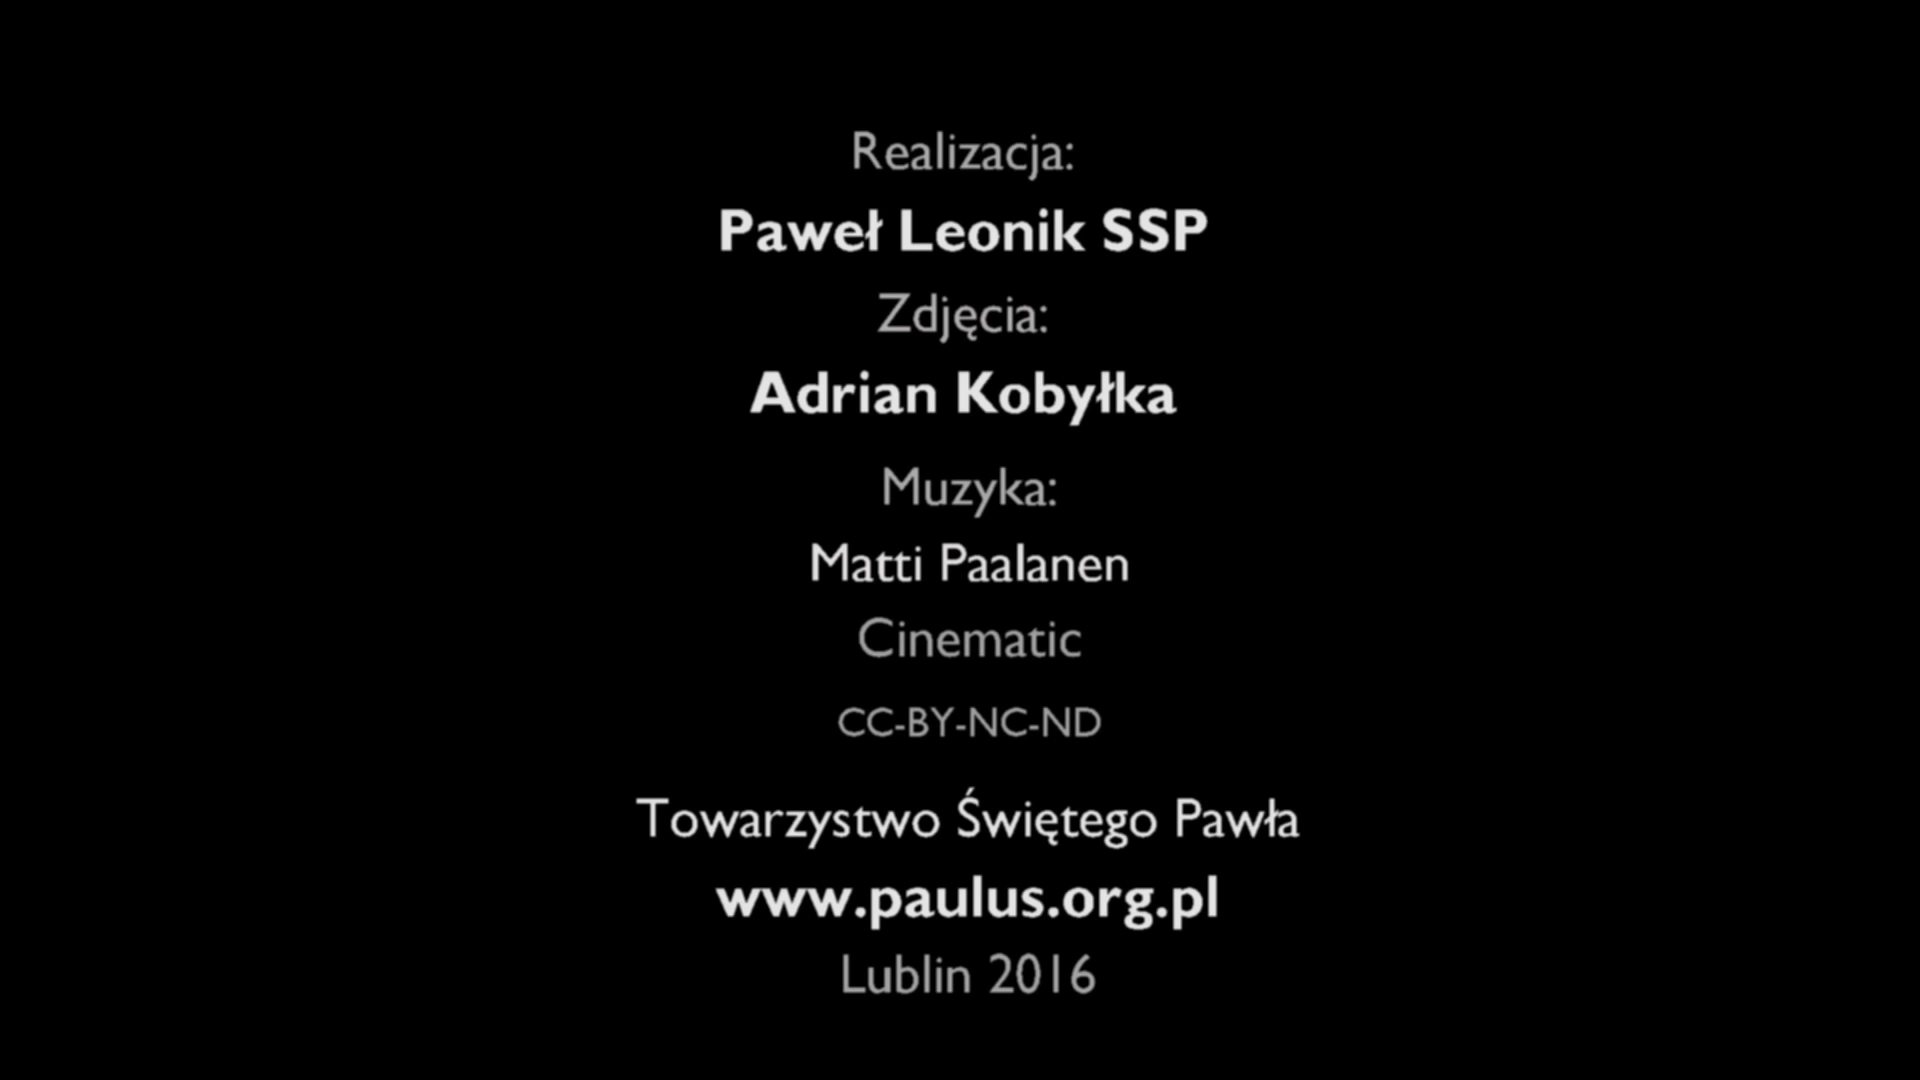 Realizacja:
Paweł Leonik SSP
Zdjęcia:
Adrian Kobyłka
Muzyka:
Matti Paalanen
Cinematic
CC-BY-NC-ND
Towarzystwo Świętego Pawła
www.paulus.org.pl
Lublin 2016